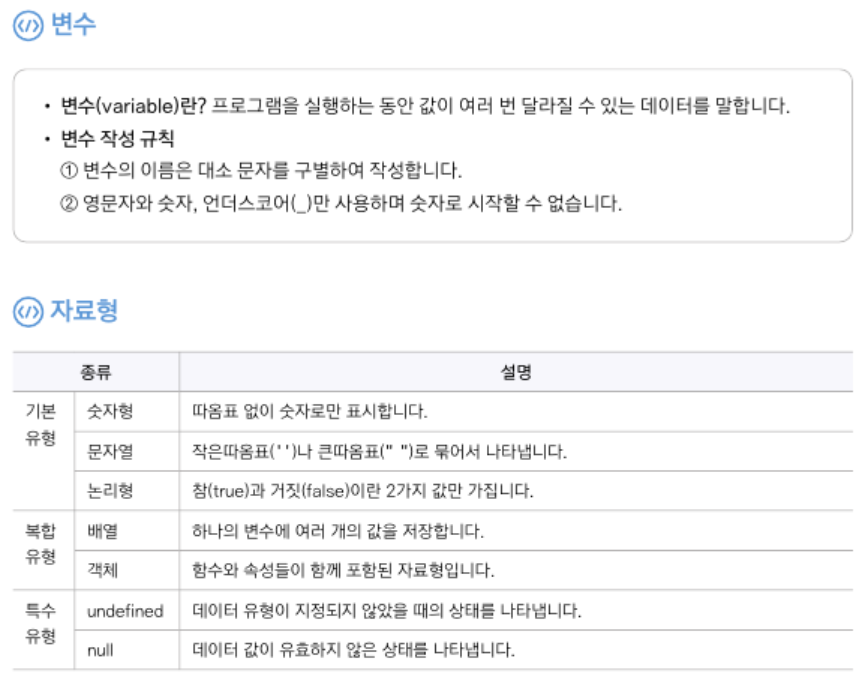 변수
• 변수(variable)란? 프로그램을 실행하는 동안 값이 여러 번 달라질 수 있는 데이터를 말합니다.
• 변수 작성 규칙
① 변수의 이름은 대소 문자를 구별하여 작성합니다.
② 영문자와 숫자, 언더스코어(_)만 사용하며 숫자로 시작할 수 없습니다.
자료형
종류 설명
기본 유형 숫자형 따옴표 없이 숫자로만 표시합니다.
문자열 작은따옴표(' ')나 큰따옴표(" ")로 묶어서 나타냅니다.
논리형 참(true)과 거짓(false)이란 2가지 값만 가집니다.
복합 유형 배열 하나의 변수에 여러 개의 값을 저장합니다.
객체 함수와 속성들이 함께 포함된 자료형입니다.
특수 유형 undefined 데이터 유형이 지정되지 않았을 때의 상태를 나타냅니다.
null 데이터 값이 유효하지 않은 상태를 나타냅니다.